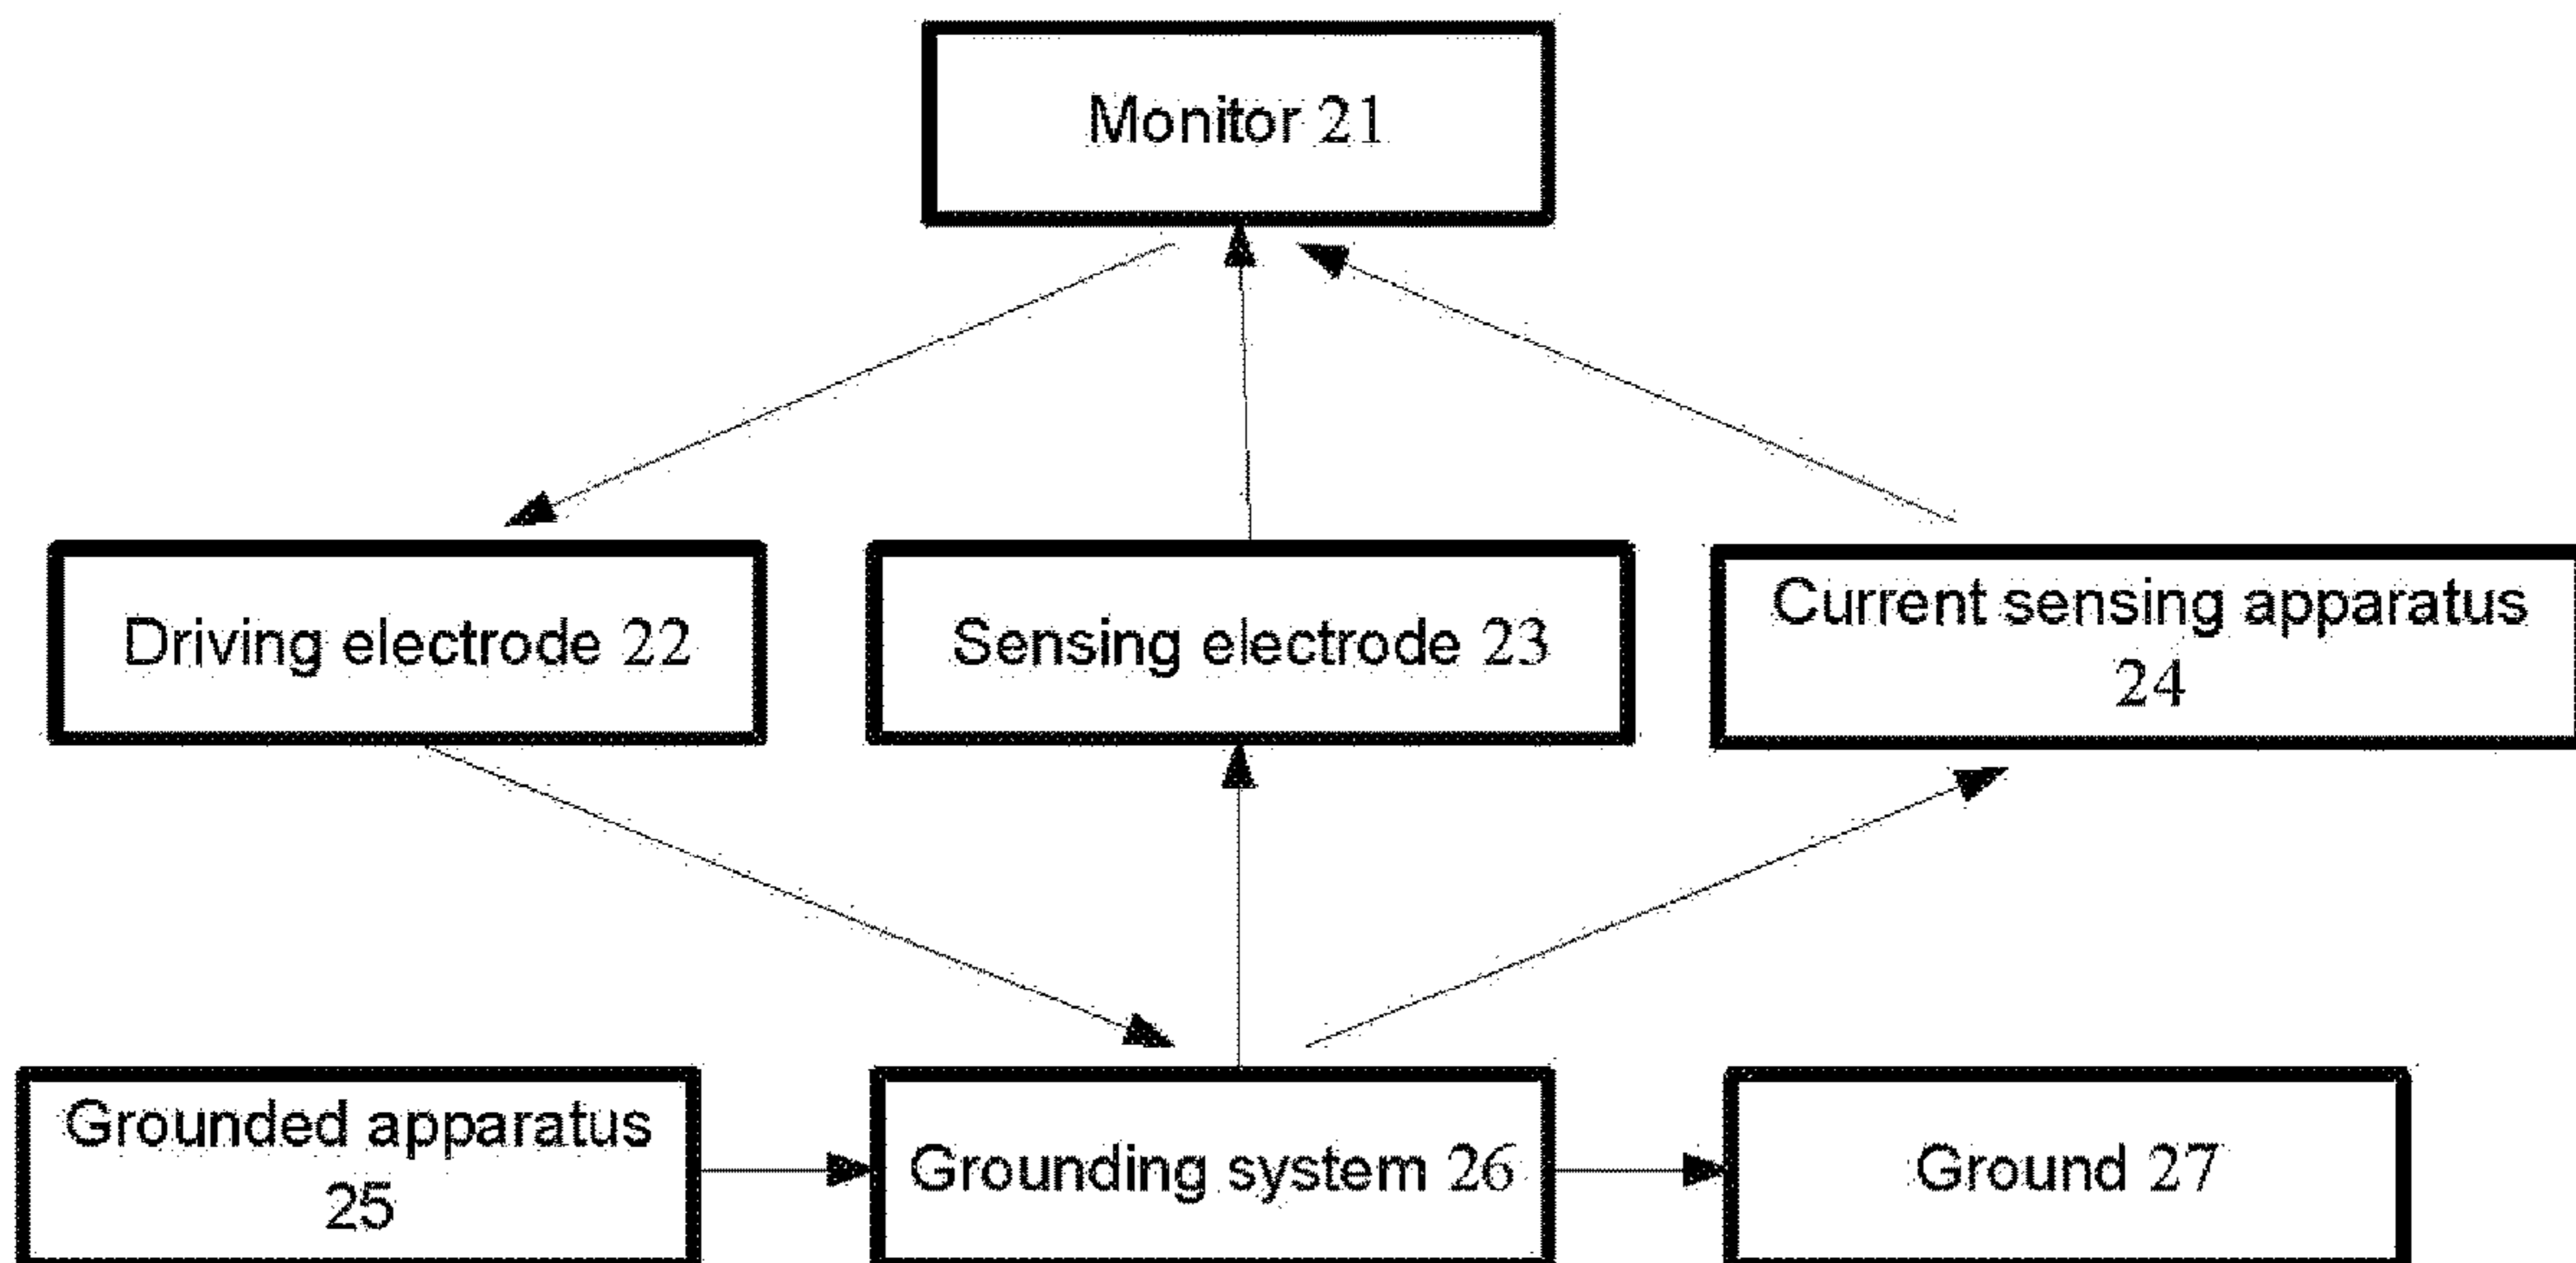 Monitor 21
Driving electrode 22
Sensing electrode 23
Current sensing apparatus
24
Grounded apparatus
25
Grounding system 26
Ground 27